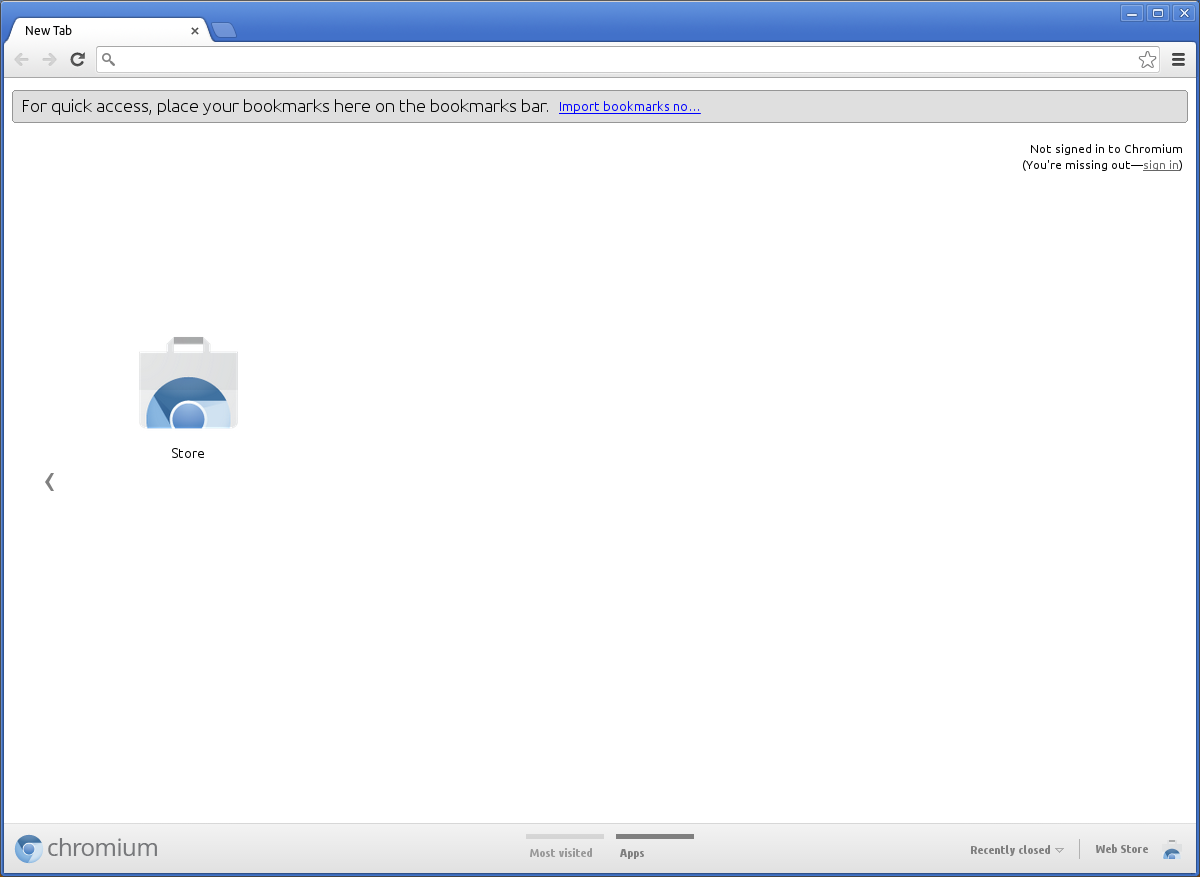 New Tab
For quick access, place your bookmarks here on the bookmarks bar. Import bookmarks no...
Not signed in to Chromium
(You're missing out—sign in)
Store
chromium
Most visited
Apps
Recently closed
Web Store